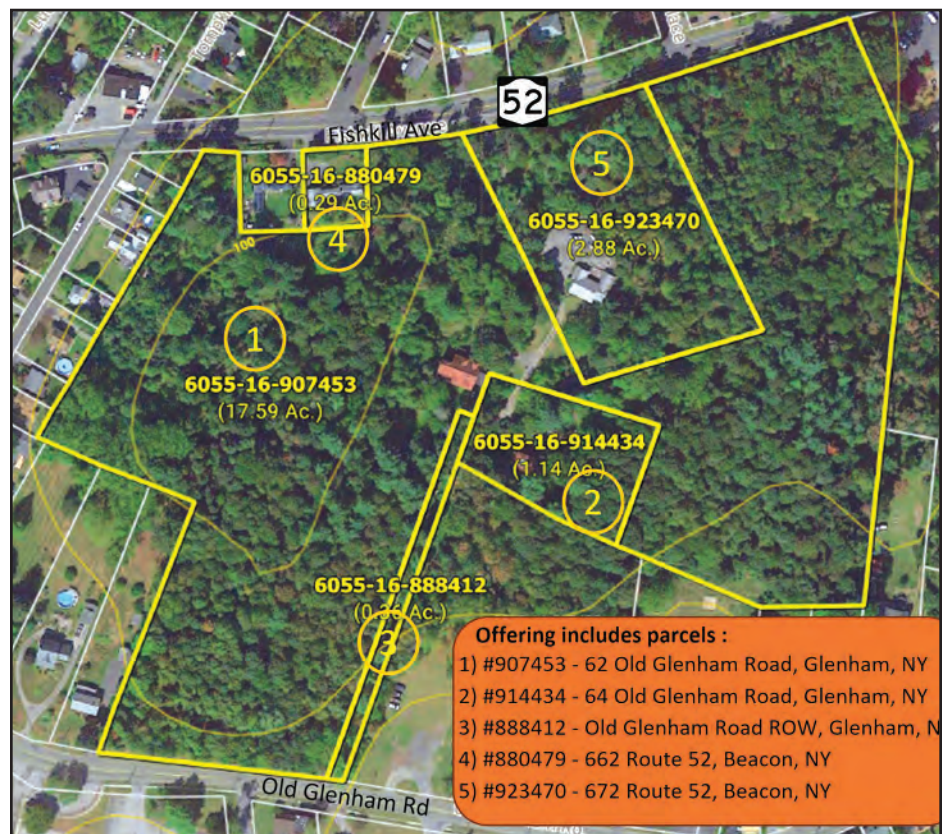 52
Fishkill Ave
5
6055-16-880479
(0.29 Ac.)
6055-16-923470
(2.88 Ac.)
4
100
1
6055-16-907453
(17.59 Ac.)
6055-16-914434
(1.14 Ac.)
2
6055-16-888412
(0.36 Ac.)
3
Offering includes parcels :
1) #907453 - 62 Old Glenham Road, Glenham, NY
2) #914434 - 64 Old Glenham Road, Glenham, NY
3) #888412 - Old Glenham Road ROW, Glenham, N
4) #880479 - 662 Route 52, Beacon, NY
5) #923470 - 672 Route 52, Beacon, NY
Old Glenham Rd